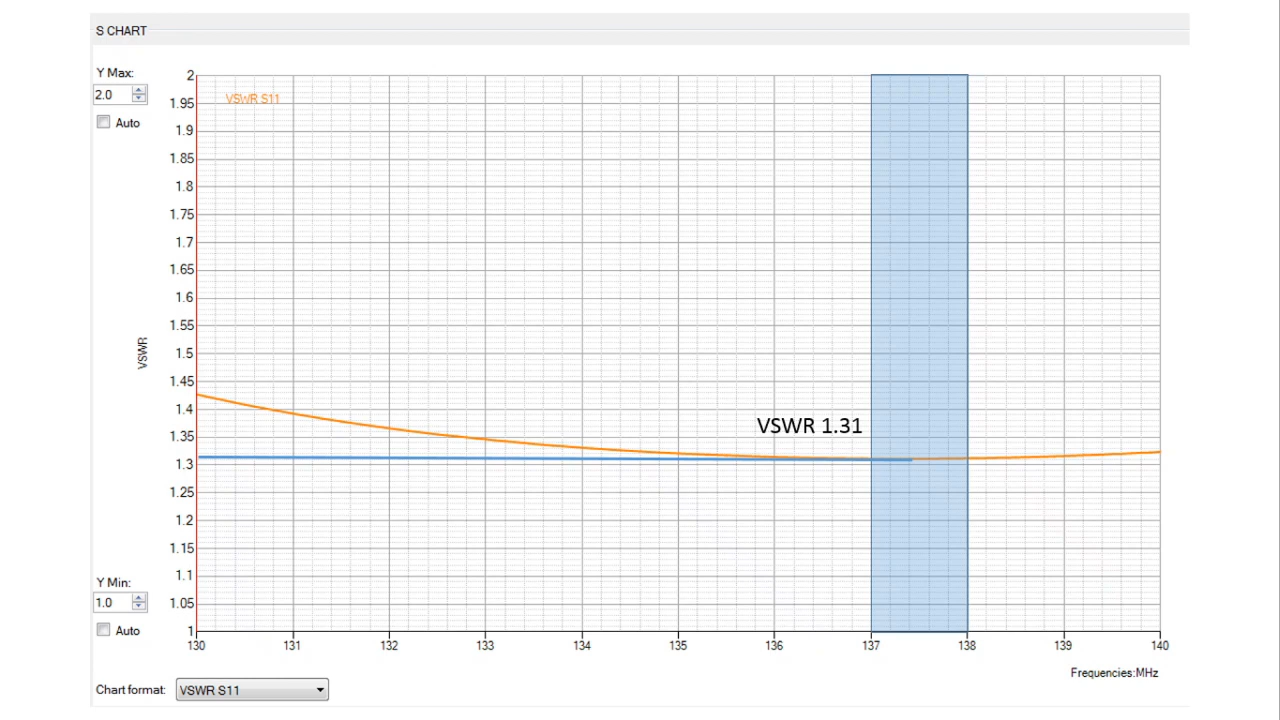 S CHART
Y Max:
2.0
Auto
VSWR S11
2
1.95
1.9
1.85
1.8
1.75
1.7
1.65
1.6
1.55
1.5
1.45
1.4
1.35
1.3
1.25
1.2
1.15
1.1
1.05
1
VSWR
VSWR 1.31
Y Min:
1.0
Auto
130 131 132 133 134 135 136 137 138 139 140
Frequencies:MHz
Chart format: VSWR S11